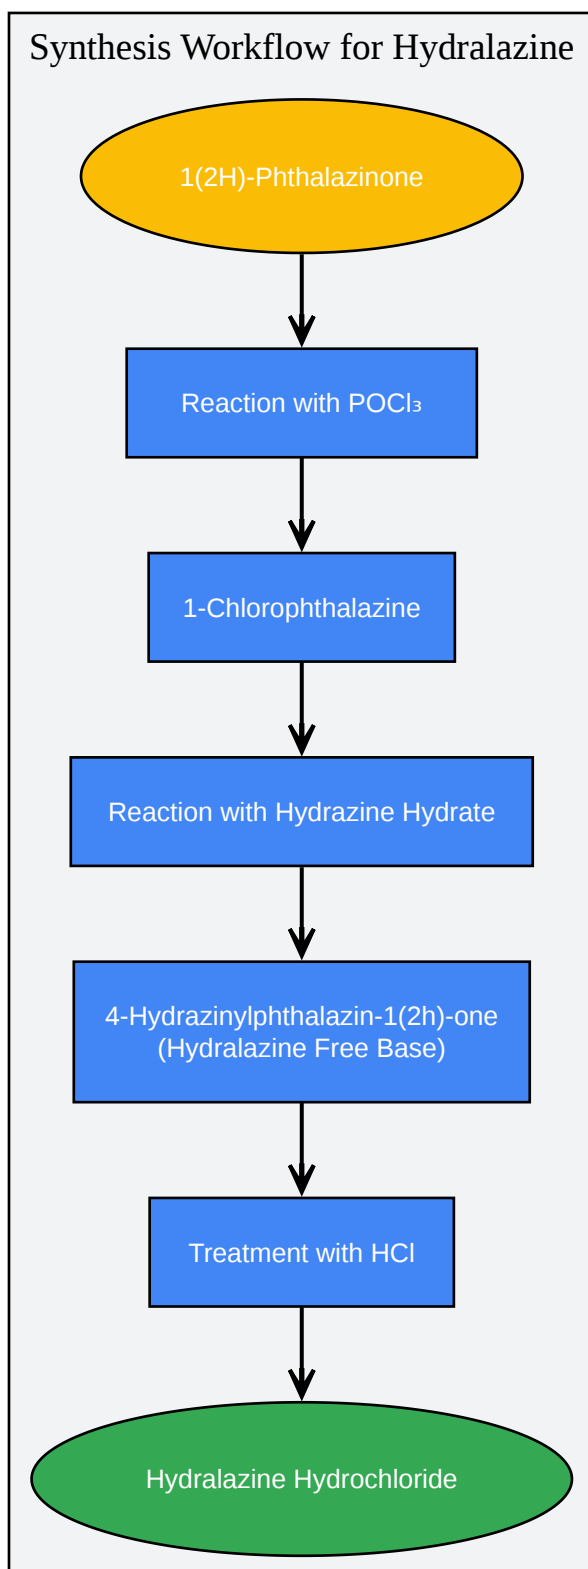 Synthesis Workflow for Hydralazine
1(2H)-Phthalazinone
Reaction with POCl₃
1-Chlorophthalazine
Reaction with Hydrazine Hydrate
4-Hydrazinylphthalazin-1(2h)-one
(Hydralazine Free Base)
Treatment with HCl
Hydralazine Hydrochloride